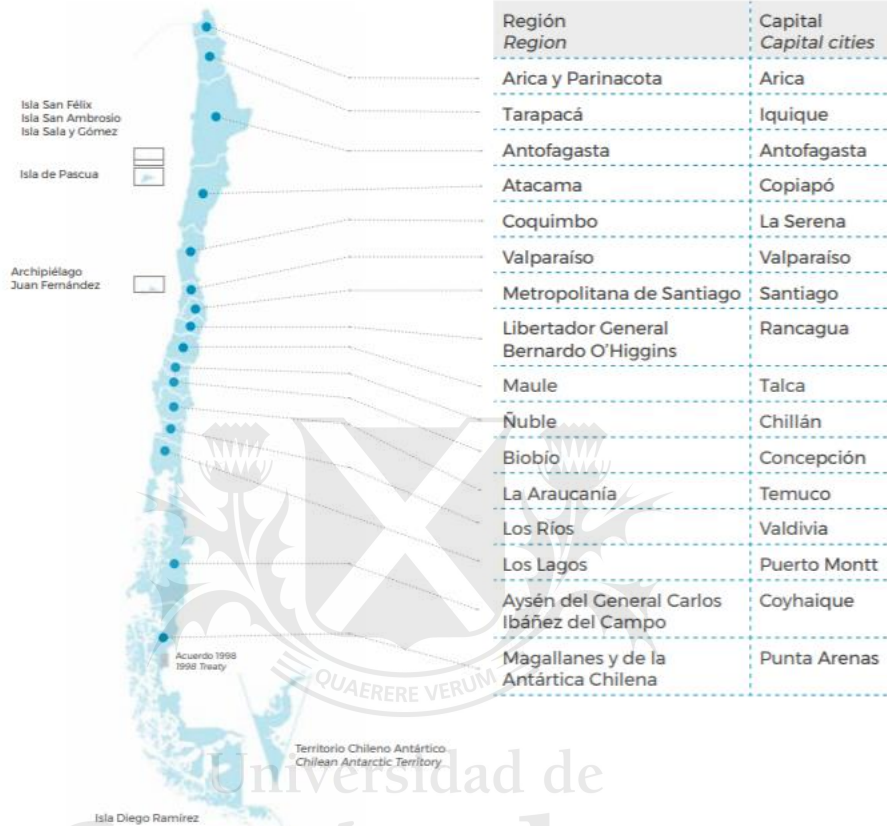 Región Capital
Region Capital cities
Arica y Parinacota Arica
Tarapacá Iquique
Antofagasta Antofagasta
Atacama Copiapó
Coquimbo La Serena
Valparaíso Valparaíso
Metropolitana de Santiago Santiago
Libertador General Rancagua
Bernardo O'Higgins
Maule Talca
Ñuble Chillán
Biobío Concepción
La Araucanía Temuco
Los Ríos Valdivia
Los Lagos Puerto Montt
Aysén del General Carlos Coyhaique
Ibáñez del Campo
Magallanes y de la Punta Arenas
Antártica Chilena
Isla San Félix
Isla San Ambrosio
Isla Sala y Gómez
Isla de Pascua
Archipiélago
Juan Fernández
Acuerdo 1998
1998 Treaty
QUAERERE VERUM
Territorio Chileno Antártico
Chilean Antarctic Territory
Universidad de
Isla Diego Ramírez